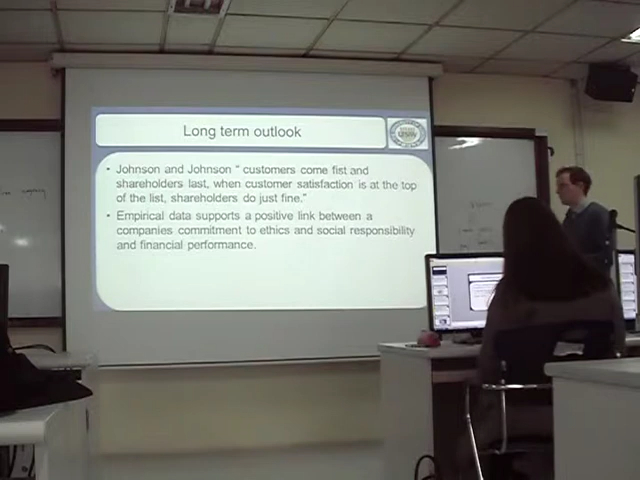 Long term outlook
• Johnson and Johnson " customers come fist and
shareholders last, when customer satisfaction is at the top
of the list, shareholders do just fine."
• Empirical data supports a positive link between a
companies commitment to ethics and social responsibility
and financial performance.